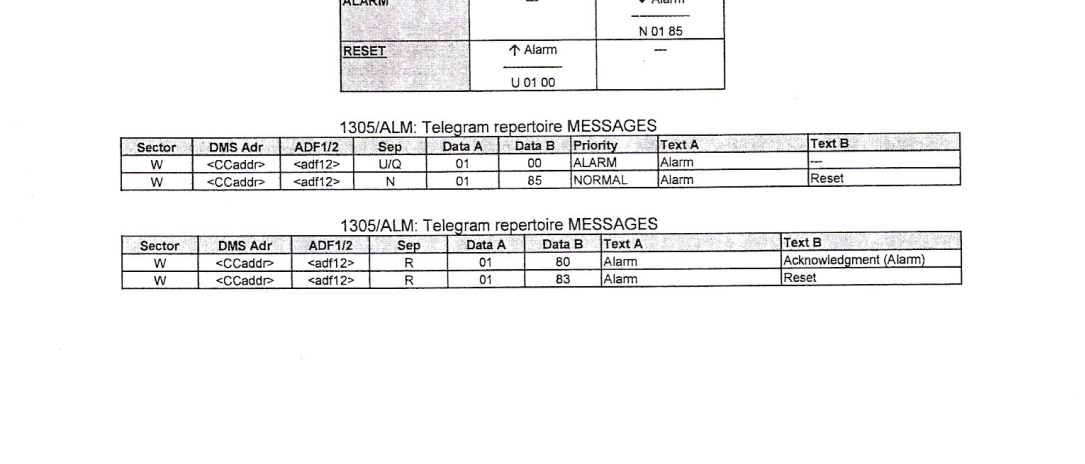 ALARM --- ↓ Alarm
N 01 85
RESET ↑ Alarm ---
U 01 00
1305/ALM: Telegram repertoire MESSAGES
Sector DMS Adr ADF1/2 Sep Data A Data B Priority Text A Text B
W <CCaddr> <adf12> U/Q 01 00 ALARM Alarm ---
W <CCaddr> <adf12> N 01 85 NORMAL Alarm Reset
1305/ALM: Telegram repertoire MESSAGES
Sector DMS Adr ADF1/2 Sep Data A Data B Text A Text B
W <CCaddr> <adf12> R 01 80 Alarm Acknowledgment (Alarm)
W <CCaddr> <adf12> R 01 83 Alarm Reset